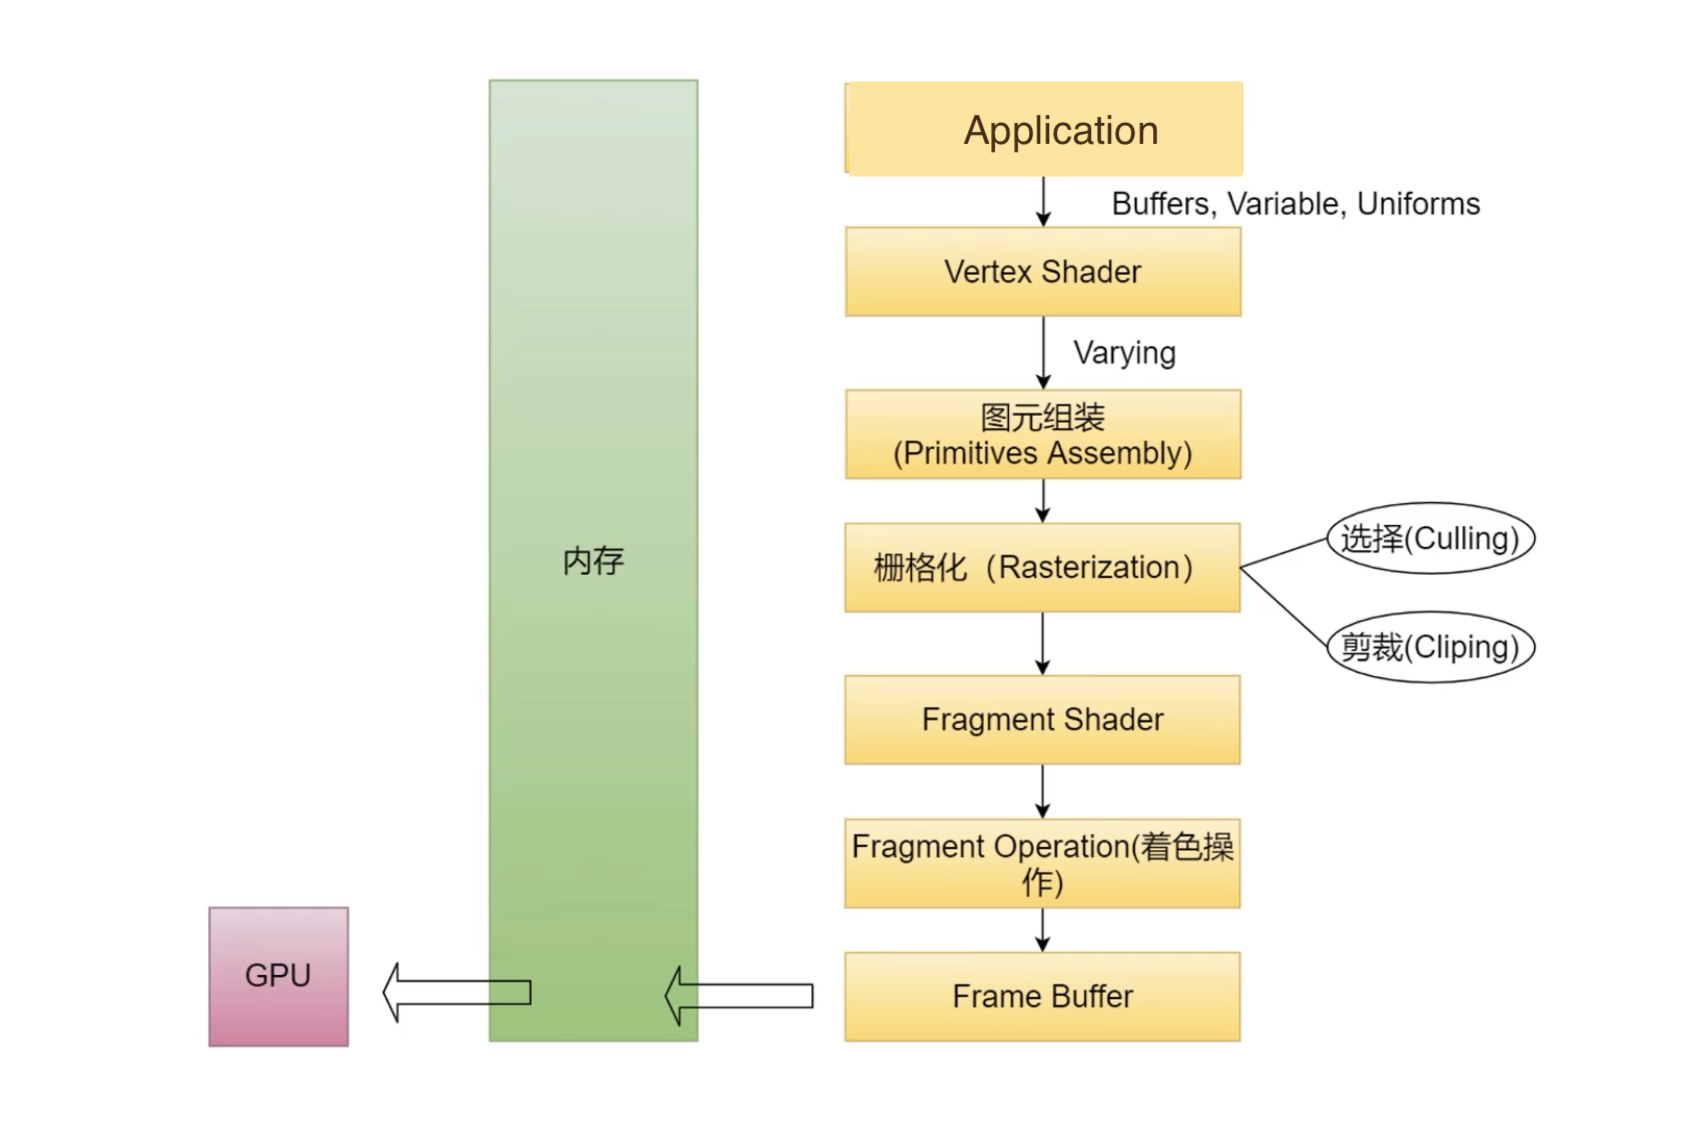 Application
Buffers, Variable, Uniforms
Vertex Shader
Varying
图元组装
(Primitives Assembly)
选择(Culling)
栅格化（Rasterization）
内存
剪裁(Cliping)
Fragment Shader
Fragment Operation(着色操
作)
GPU
Frame Buffer